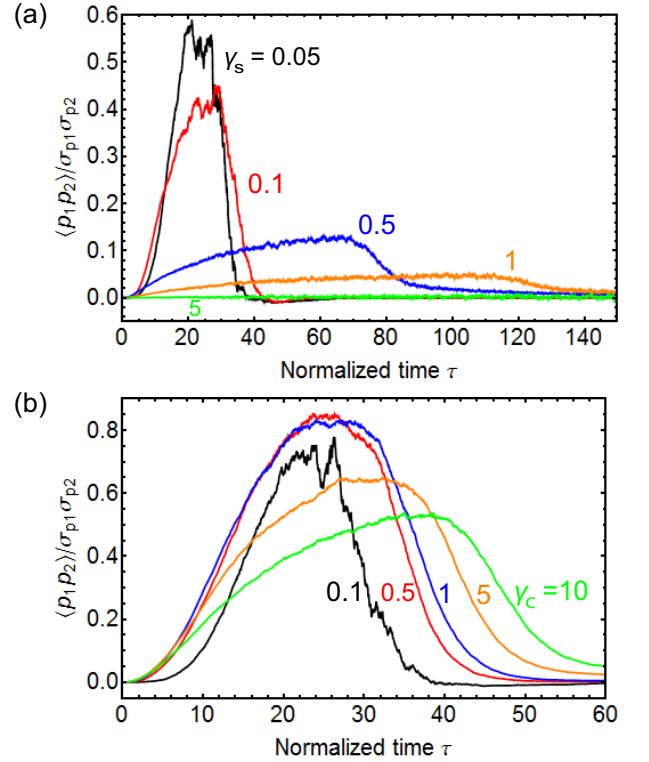 (a)
0.6
0.5
0.4
0.3
0.2
0.1
0.0
⟨p₁p₂⟩/σₚ₁σₚ₂
γₛ = 0.05
0.1
0.5
1
5
0 20 40 60 80 100 120 140
Normalized time τ
(b)
0.8
0.6
0.4
0.2
0.0
⟨p₁p₂⟩/σₚ₁σₚ₂
0.1 0.5 1 5 γ_c =10
0 10 20 30 40 50 60
Normalized time τ